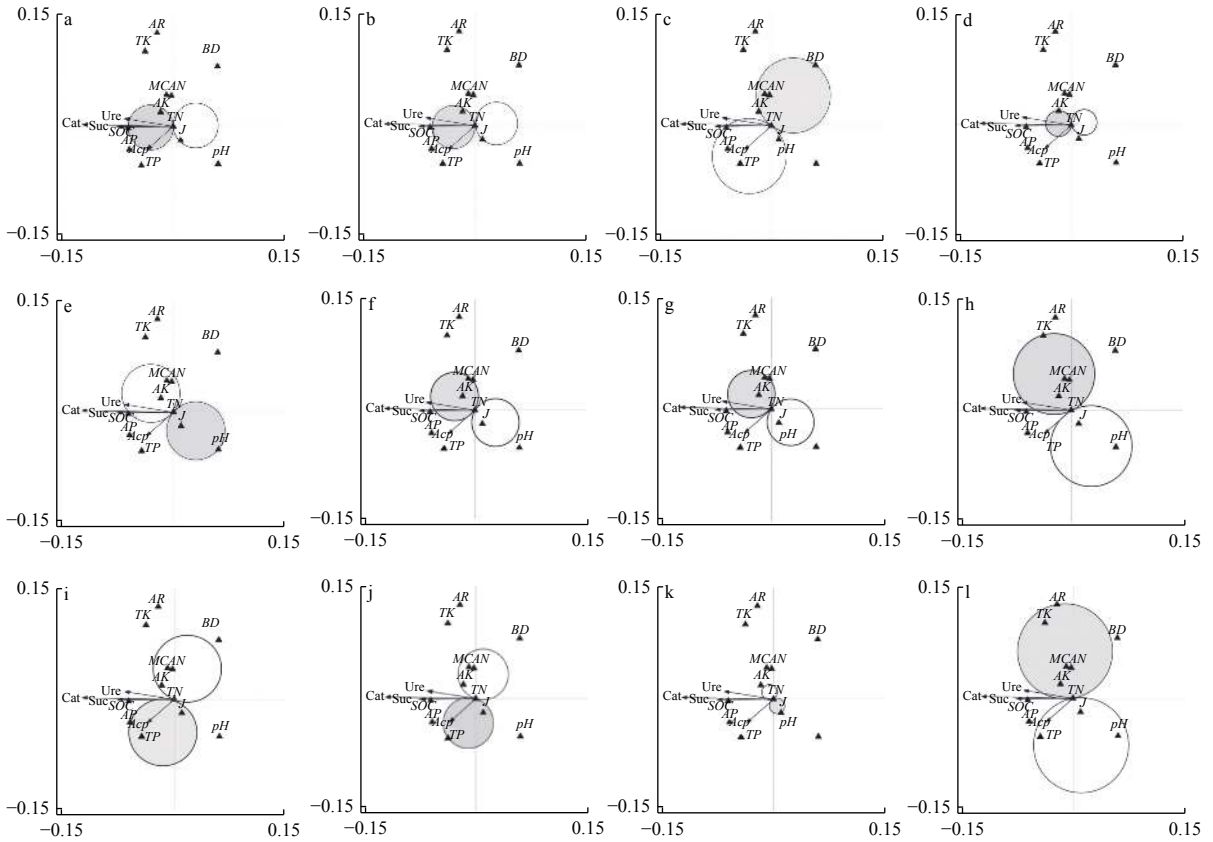 0.15 a AR
TK
BD
MCAN
AK
Ure TN
Cat Suc J
SOC
AP Acp pH
TP
−0.15
−0.15 0.15
0.15 b AR
TK
BD
MCAN
AK
Ure TN
Cat Suc J
SOC
AP Acp pH
TP
−0.15
−0.15 0.15
0.15 c AR
TK
BD
MCAN
AK
Ure TN
Cat Suc J
SOC
AP Acp pH
TP
−0.15
−0.15 0.15
0.15 d AR
TK
BD
MCAN
AK
Ure TN
Cat Suc J
SOC
AP Acp pH
TP
−0.15
−0.15 0.15
0.15 e AR
TK
BD
MCAN
AK
Ure TN
Cat Suc J
SOC
AP Acp pH
TP
−0.15
−0.15 0.15
0.15 f AR
TK
BD
MCAN
AK
Ure TN
Cat Suc J
SOC
AP Acp pH
TP
−0.15
−0.15 0.15
0.15 g AR
TK
BD
MCAN
AK
Ure TN
Cat Suc J
SOC
AP Acp pH
TP
−0.15
−0.15 0.15
0.15 h AR
TK
BD
MCAN
AK
Ure TN
Cat Suc J
SOC
AP Acp pH
TP
−0.15
−0.15 0.15
0.15 i AR
TK
BD
MCAN
AK
Ure TN
Cat Suc J
SOC
AP Acp pH
TP
−0.15
−0.15 0.15
0.15 j AR
TK
BD
MCAN
AK
Ure TN
Cat Suc J
SOC
AP Acp pH
TP
−0.15
−0.15 0.15
0.15 k AR
TK
BD
MCAN
AK
Ure TN
Cat Suc J
SOC
AP Acp pH
TP
−0.15
−0.15 0.15
0.15 l AR
TK
BD
MCAN
AK
Ure TN
Cat Suc J
SOC
AP Acp pH
TP
−0.15
−0.15 0.15